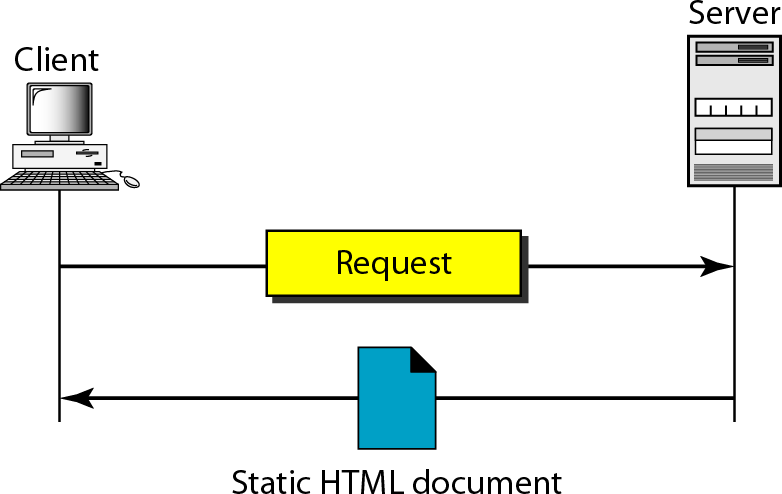 Server
Client
Request
Static HTML document